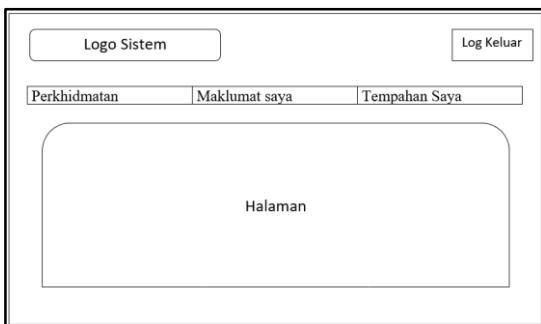 Logo Sistem
Log Keluar
Perkhidmatan
Maklumat saya
Tempahan Saya
Halaman